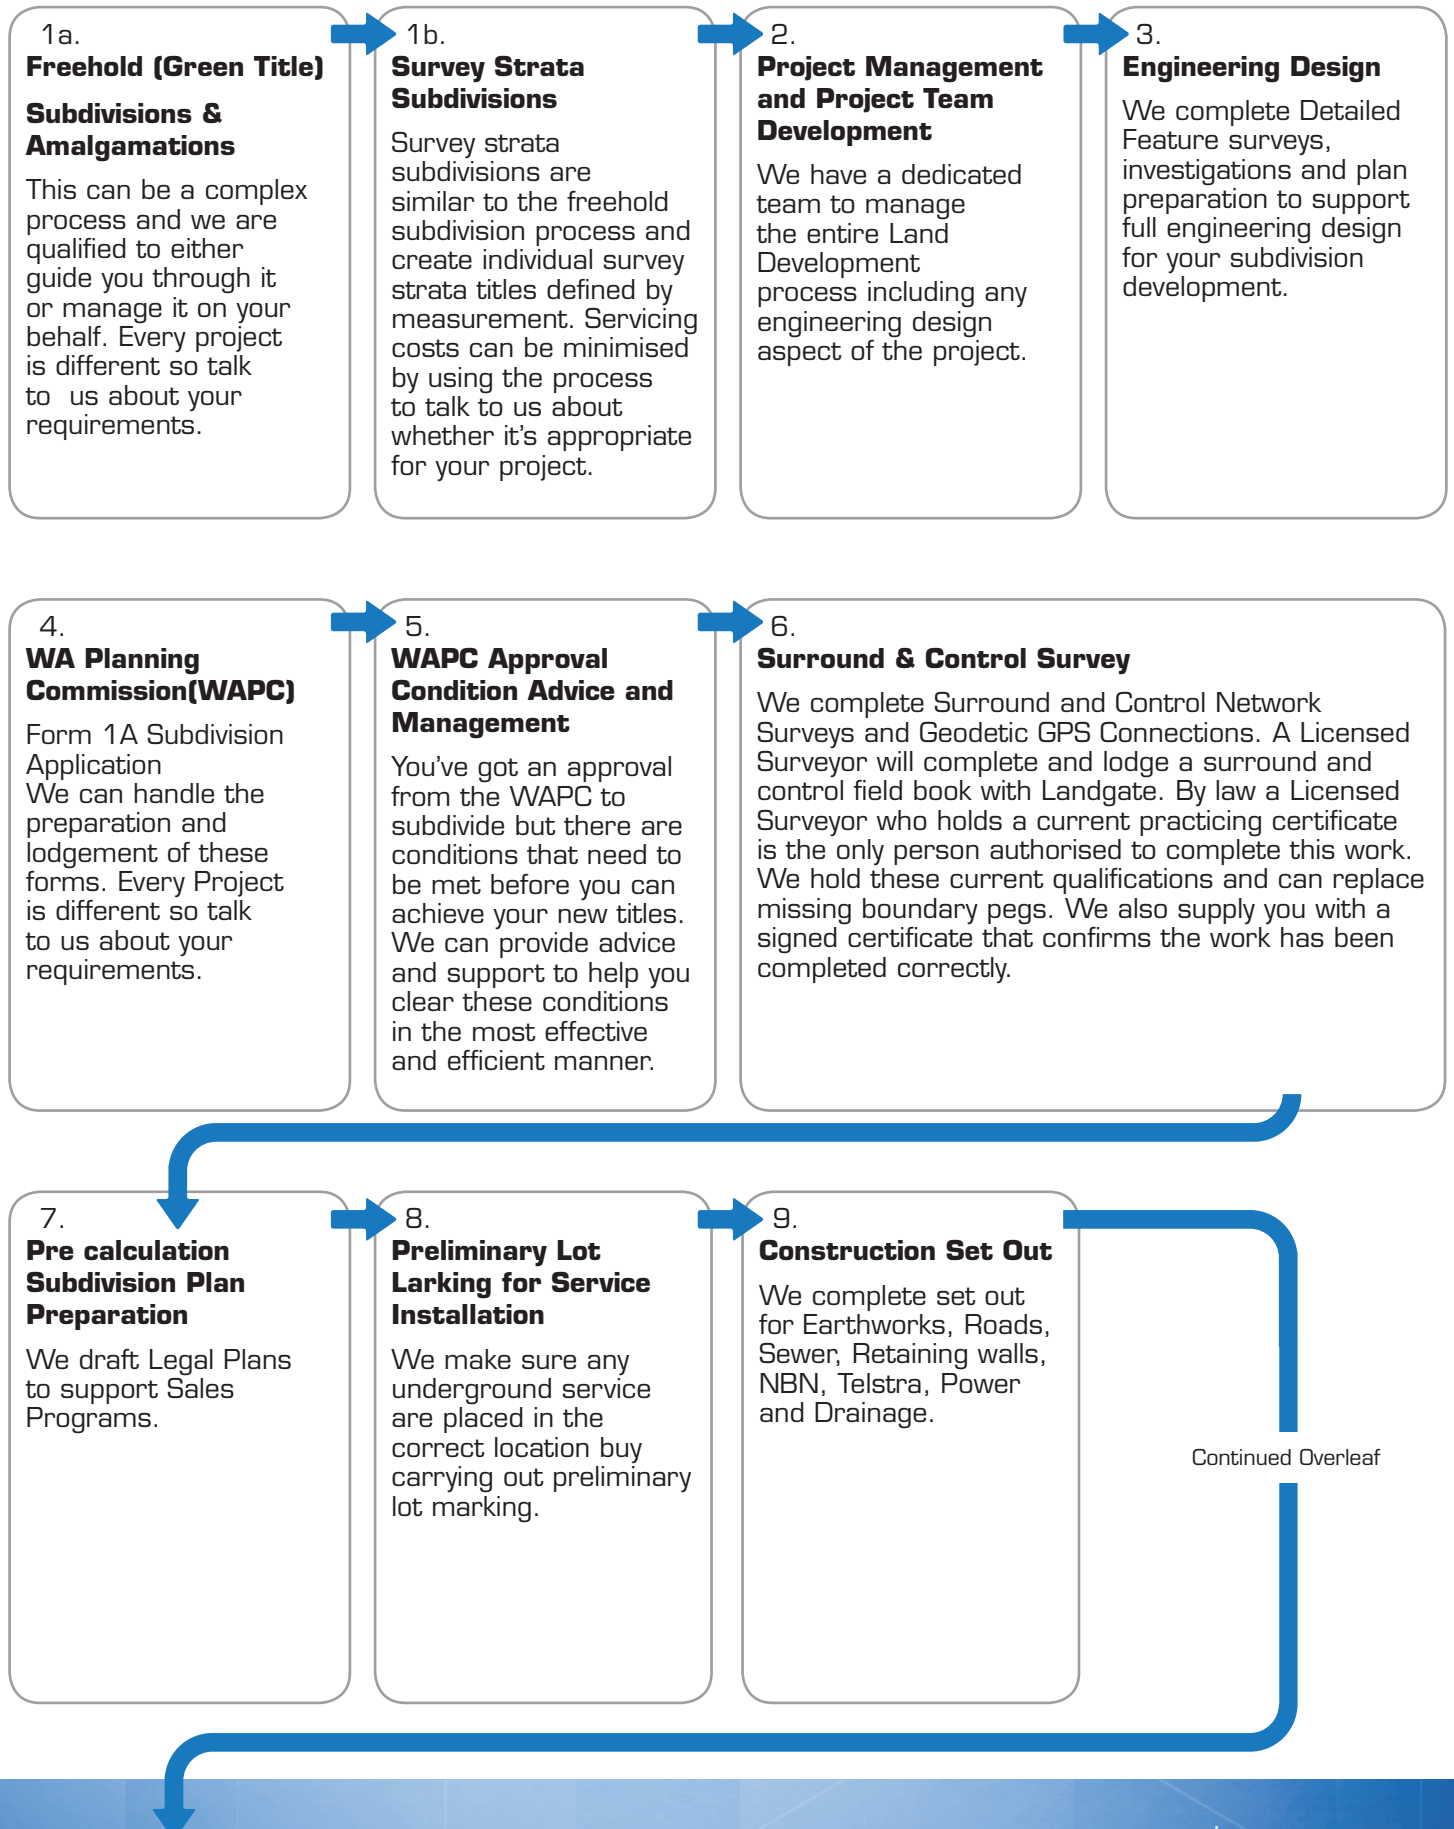 1a.
Freehold (Green Title)
Subdivisions &
Amalgamations
This can be a complex
process and we are
qualified to either
guide you through it
or manage it on your
behalf. Every project
is different so talk
to us about your
requirements.
1b.
Survey Strata
Subdivisions
Survey strata
subdivisions are
similar to the freehold
subdivision process and
create individual survey
strata titles defined by
measurement. Servicing
costs can be minimised
by using the process
to talk to us about
whether it's appropriate
for your project.
2.
Project Management
and Project Team
Development
We have a dedicated
team to manage
the entire Land
Development
process including any
engineering design
aspect of the project.
3.
Engineering Design
We complete Detailed
Feature surveys,
investigations and plan
preparation to support
full engineering design
for your subdivision
development.
4.
WA Planning
Commission(WAPC)
Form 1A Subdivision
Application
We can handle the
preparation and
lodgement of these
forms. Every Project
is different so talk
to us about your
requirements.
5.
WAPC Approval
Condition Advice and
Management
You've got an approval
from the WAPC to
subdivide but there are
conditions that need to
be met before you can
achieve your new titles.
We can provide advice
and support to help you
clear these conditions
in the most effective
and efficient manner.
6.
Surround & Control Survey
We complete Surround and Control Network
Surveys and Geodetic GPS Connections. A Licensed
Surveyor will complete and lodge a surround and
control field book with Landgate. By law a Licensed
Surveyor who holds a current practicing certificate
is the only person authorised to complete this work.
We hold these current qualifications and can replace
missing boundary pegs. We also supply you with a
signed certificate that confirms the work has been
completed correctly.
7.
Pre calculation
Subdivision Plan
Preparation
We draft Legal Plans
to support Sales
Programs.
8.
Preliminary Lot
Larking for Service
Installation
We make sure any
underground service
are placed in the
correct location buy
carrying out preliminary
lot marking.
9.
Construction Set Out
We complete set out
for Earthworks, Roads,
Sewer, Retaining walls,
NBN, Telstra, Power
and Drainage.
Continued Overleaf